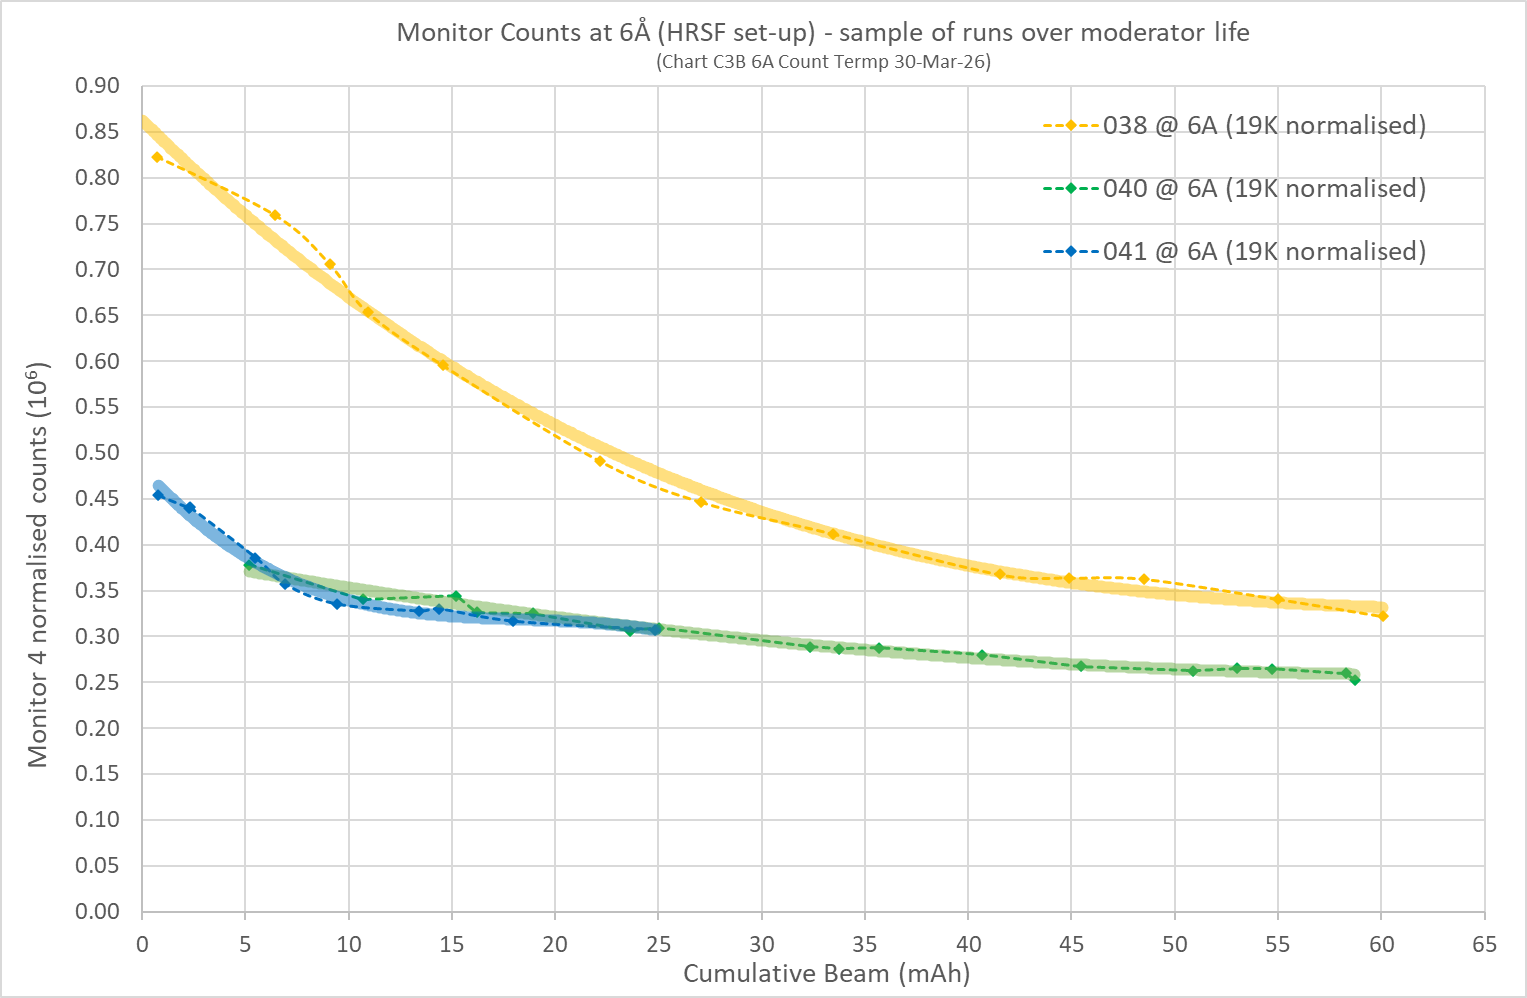 Monitor Counts at 6Å (HRSF set-up) - sample of runs over moderator life
(Chart C3B 6A Count Termp 30-Mar-26)
0.90
0.85
0.80
0.75
0.70
0.65
0.60
0.55
0.50
0.45
0.40
0.35
0.30
0.25
0.20
0.15
0.10
0.05
0.00
Monitor 4 normalised counts (10⁶)
038 @ 6A (19K normalised)
040 @ 6A (19K normalised)
041 @ 6A (19K normalised)
0 5 10 15 20 25 30 35 40 45 50 55 60 65
Cumulative Beam (mAh)